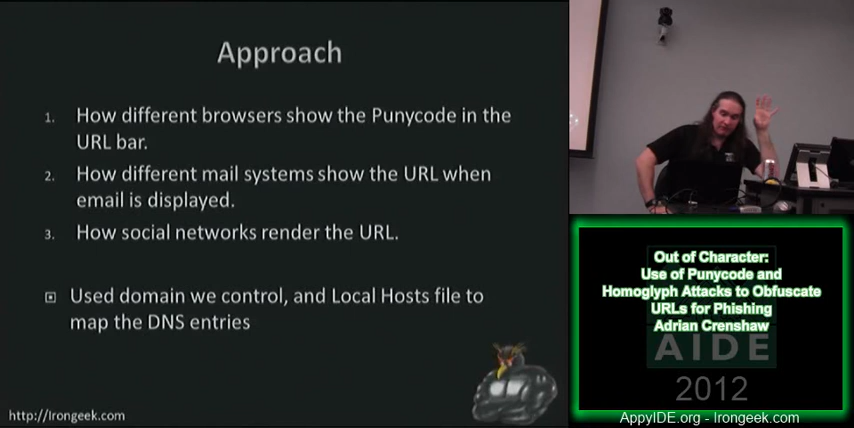 Approach
1. How different browsers show the Punycode in the
URL bar.
2. How different mail systems show the URL when
email is displayed.
3. How social networks render the URL.
Used domain we control, and Local Hosts file to
map the DNS entries
http://Irongeek.com
Out of Character:
Use of Punycode and
Homoglyph Attacks to Obfuscate
URLs for Phishing
Adrian Crenshaw
AIDE
2012
AppyIDE.org - Irongeek.com